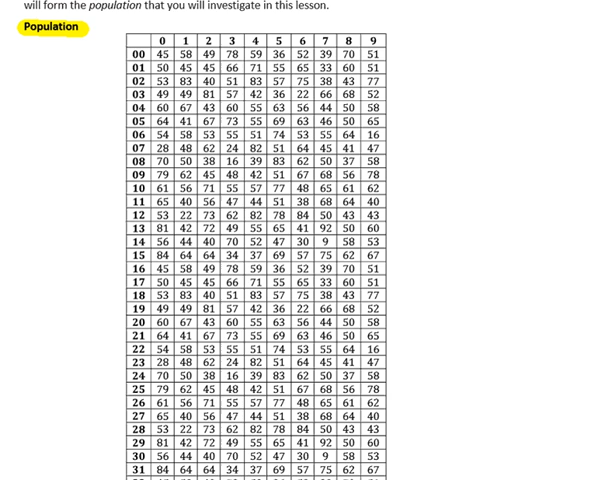 will form the population that you will investigate in this lesson.
Population
0 1 2 3 4 5 6 7 8 9
00 45 58 49 78 59 36 52 39 70 51
01 50 45 45 66 71 55 65 33 60 51
02 53 83 40 51 83 57 75 38 43 77
03 49 49 81 57 42 36 22 66 68 52
04 60 67 43 60 55 63 56 44 50 58
05 64 41 67 73 55 69 63 46 50 65
06 54 58 53 55 51 74 53 55 64 16
07 28 48 62 24 82 51 64 45 41 47
08 70 50 38 16 39 83 62 50 37 58
09 79 62 45 48 42 51 67 68 56 78
10 61 56 71 55 57 77 48 65 61 62
11 65 40 56 47 44 51 38 68 64 40
12 53 22 73 62 82 78 84 50 43 43
13 81 42 72 49 55 65 41 92 50 60
14 56 44 40 70 52 47 30 9 58 53
15 84 64 64 34 37 69 57 75 62 67
16 45 58 49 78 59 36 52 39 70 51
17 50 45 45 66 71 55 65 33 60 51
18 53 83 40 51 83 57 75 38 43 77
19 49 49 81 57 42 36 22 66 68 52
20 60 67 43 60 55 63 56 44 50 58
21 64 41 67 73 55 69 63 46 50 65
22 54 58 53 55 51 74 53 55 64 16
23 28 48 62 24 82 51 64 45 41 47
24 70 50 38 16 39 83 62 50 37 58
25 79 62 45 48 42 51 67 68 56 78
26 61 56 71 55 57 77 48 65 61 62
27 65 40 56 47 44 51 38 68 64 40
28 53 22 73 62 82 78 84 50 43 43
29 81 42 72 49 55 65 41 92 50 60
30 56 44 40 70 52 47 30 9 58 53
31 84 64 64 34 37 69 57 75 62 67